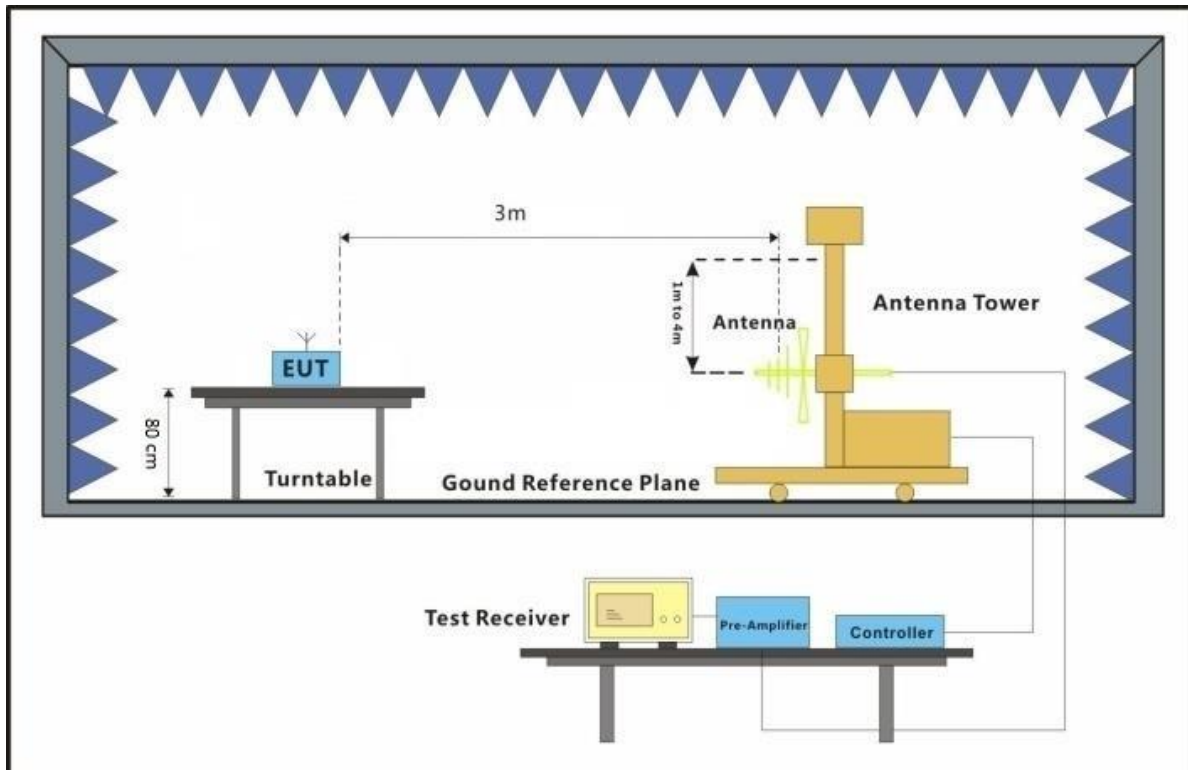 3m
1m to 4m
Antenna
Antenna Tower
EUT
80 cm
Turntable
Gound Reference Plane
Test Receiver
Pre-Amplifier
Controller